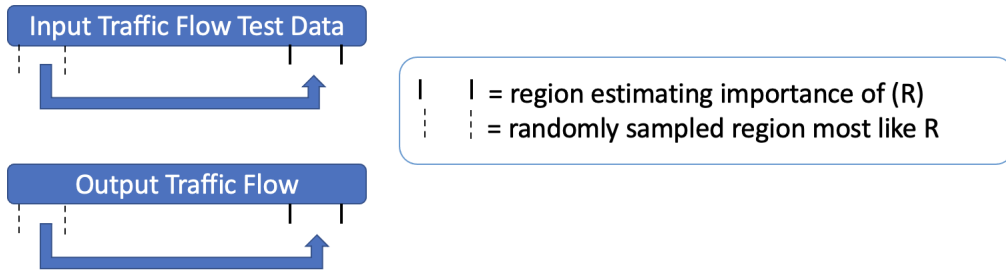 Input Traffic Flow Test Data
= region estimating importance of (R)
= randomly sampled region most like R
Output Traffic Flow